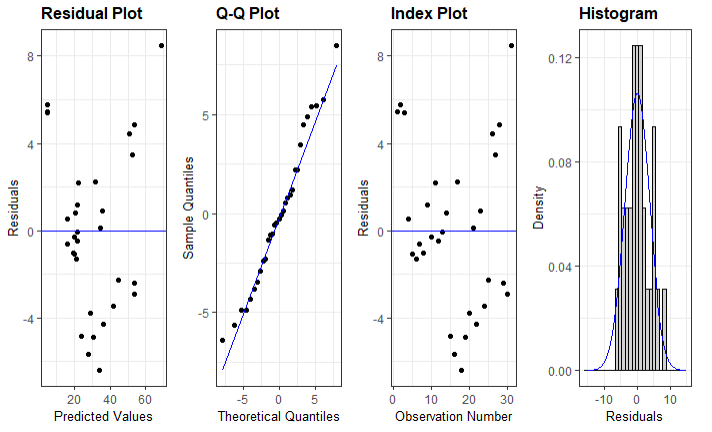 Residual Plot
Residuals
8
4
0
-4
20 40 60
Predicted Values
Q-Q Plot
Sample Quantiles
5
0
-5
-5 0 5
Theoretical Quantiles
Index Plot
Residuals
8
4
0
-4
0 10 20 30
Observation Number
Histogram
Density
0.12
0.08
0.04
0.00
-10 0 10
Residuals